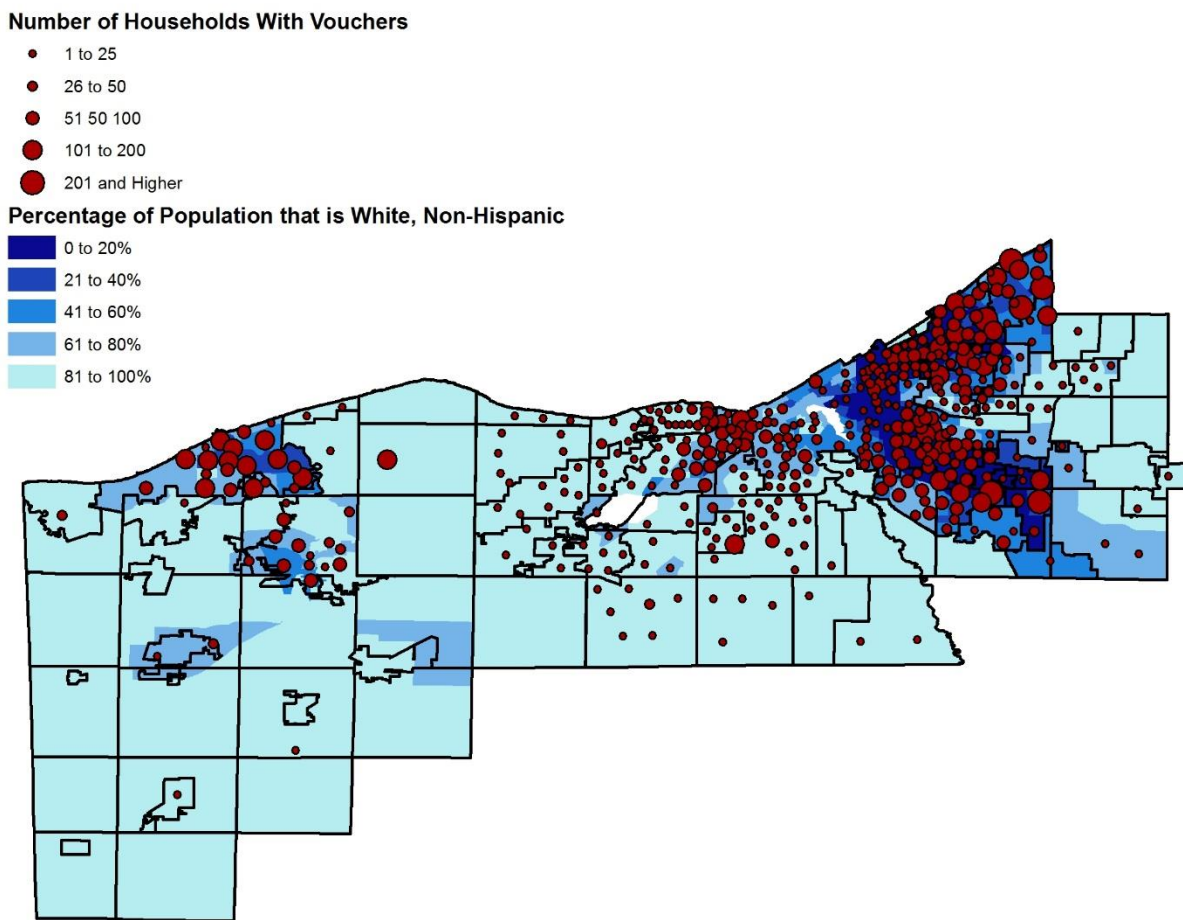 Number of Households With Vouchers
1 to 25
26 to 50
51 50 100
101 to 200
201 and Higher
Percentage of Population that is White, Non-Hispanic
0 to 20%
21 to 40%
41 to 60%
61 to 80%
81 to 100%